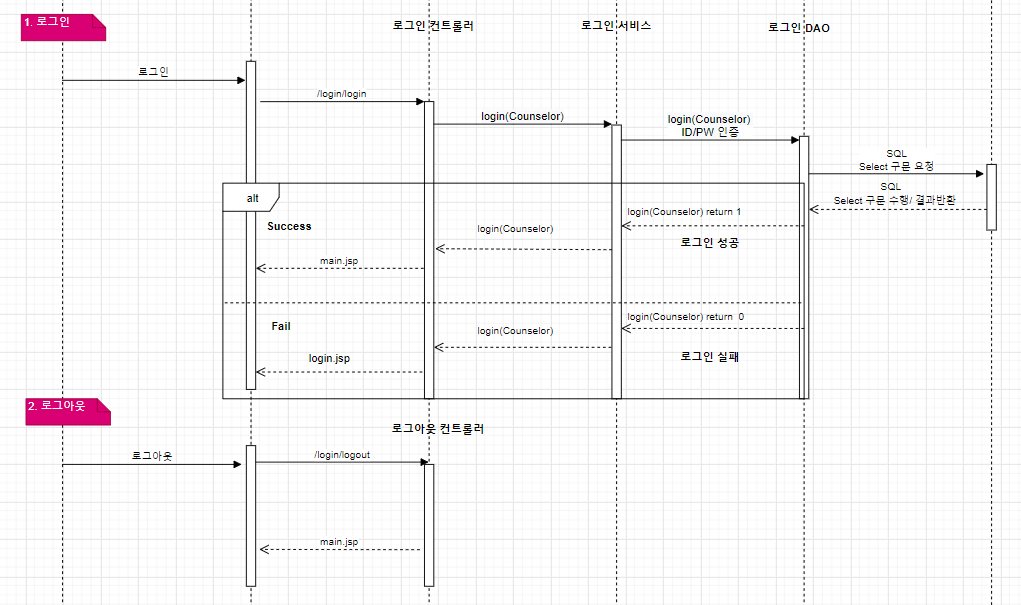 1. 로그인
로그인 컨트롤러
로그인 서비스
로그인 DAO
로그인
/login/login
login(Counselor)
login(Counselor)
ID/PW 인증
SQL
Select 구문 요청
SQL
Select 구문 수행/ 결과반환
alt
Success
login(Counselor) return 1
login(Counselor)
로그인 성공
main.jsp
Fail
login(Counselor) return 0
login(Counselor)
로그인 실패
login.jsp
2. 로그아웃
로그아웃 컨트롤러
로그아웃
/login/logout
main.jsp